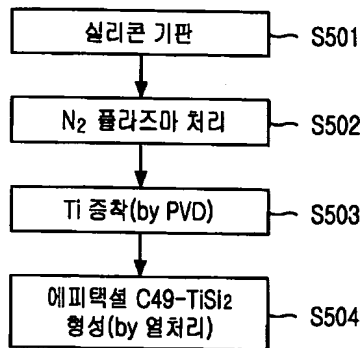 실리콘 기판 S501
N₂ 플라즈마 처리 S502
Ti 증착(by PVD) S503
에피택셜 C49-TiSi₂
형성(by 열처리) S504